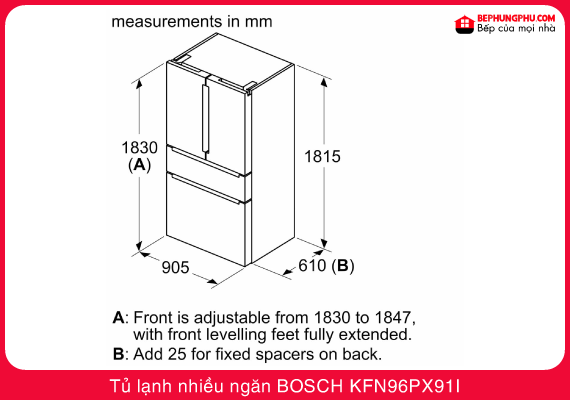 measurements in mm
BEPHUNGPHU.COM
Bếp của mọi nhà
1830
(A)
1815
905
610 (B)
A: Front is adjustable from 1830 to 1847,
with front levelling feet fully extended.
B: Add 25 for fixed spacers on back.
Tủ lạnh nhiều ngăn BOSCH KFN96PX91I